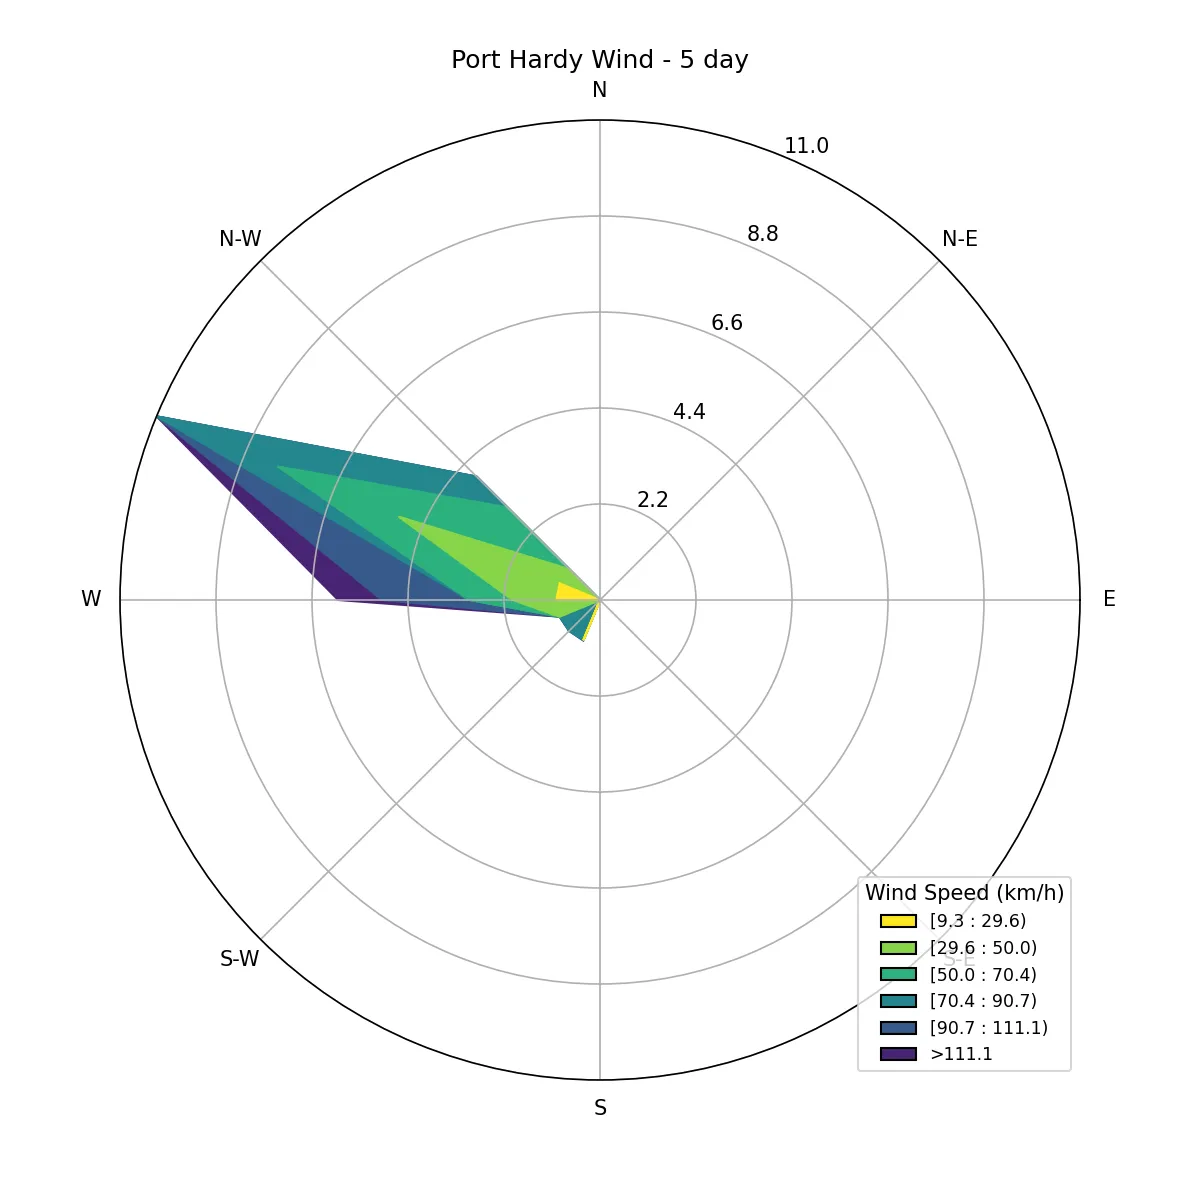 Port Hardy Wind - 5 day
N
11.0
N-W
8.8
N-E
6.6
4.4
2.2
W
E
Wind Speed (km/h)
[9.3 : 29.6)
[29.6 : 50.0)
S-W
S-E
[50.0 : 70.4)
[70.4 : 90.7)
[90.7 : 111.1)
>111.1
S